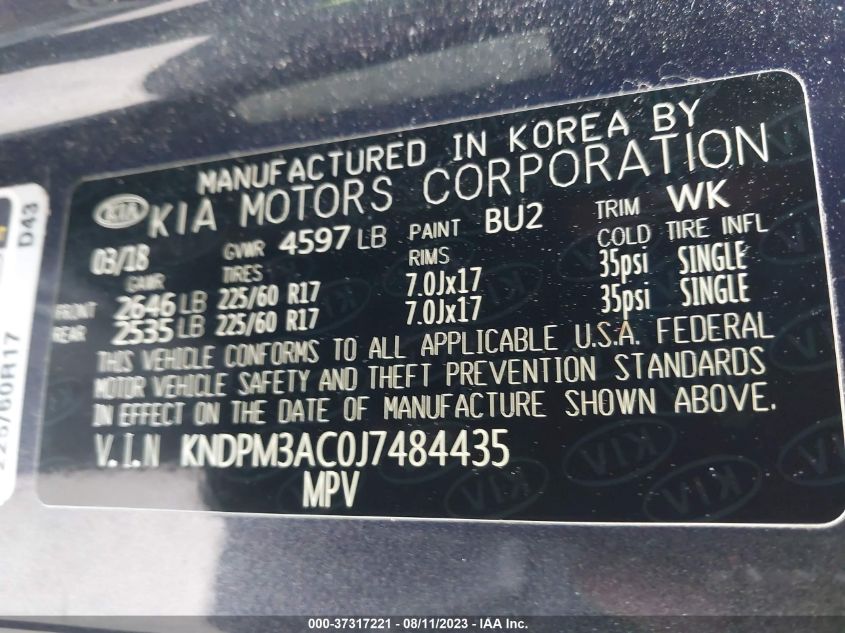 MANUFACTURED IN KOREA BY
KIA KIA MOTORS CORPORATION
03/18 GVWR 4597 LB PAINT BU2 TRIM WK
GAWR TIRES RIMS COLD TIRE INFL
FRONT 2646 LB 225/60 R17 7.0Jx17 35psi SINGLE
REAR 2535 LB 225/60 R17 7.0Jx17 35psi SINGLE
THIS VEHICLE CONFORMS TO ALL APPLICABLE U.S.A. FEDERAL
MOTOR VEHICLE SAFETY AND THEFT PREVENTION STANDARDS
IN EFFECT ON THE DATE OF MANUFACTURE SHOWN ABOVE.
V.I.N KNDPM3AC0J7484435
MPV
D43
225/60R17
000-37317221 - 08/11/2023 - IAA Inc.